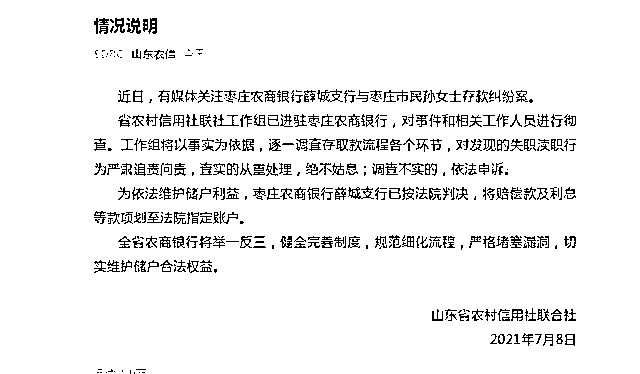 情况说明
山东农信
近日，有媒体关注枣庄农商银行薛城支行与枣庄市民孙女士存款纠纷案。
省农村信用社联社工作组已进驻枣庄农商银行，对事件和相关工作人员进行彻
查。工作组将以事实为依据，逐一调查存取款流程各个环节，对发现的失职渎职行
为严肃追责问责，查实的从重处理，绝不姑息；调查不实的，依法申诉。
为依法维护储户利益，枣庄农商银行薛城支行已按法院判决，将赔偿款及利息
等款项划至法院指定账户。
全省农商银行将举一反三，健全完善制度，规范细化流程，严格堵塞漏洞，切
实维护储户合法权益。
山东省农村信用社联合社
2021年7月8日